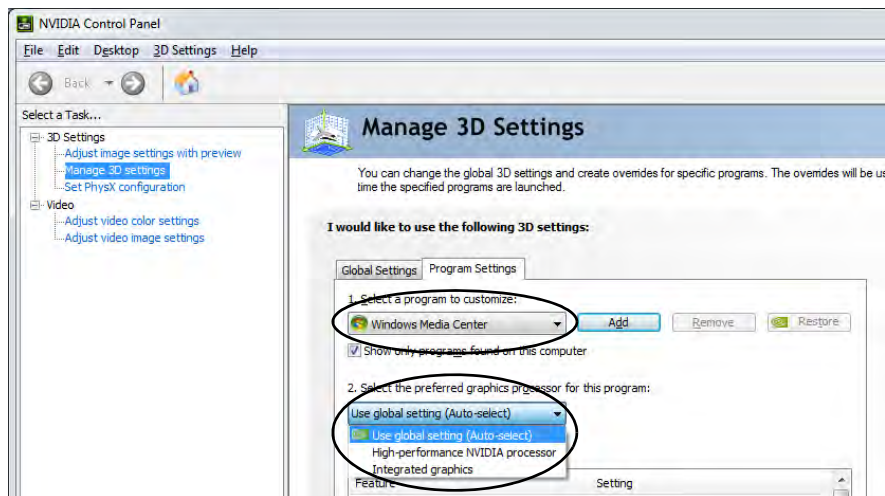 NVIDIA Control Panel
File Edit Desktop 3D Settings Help
Back
Select a Task...
3D Settings
Adjust image settings with preview
Manage 3D settings
Set PhysX configuration
Video
Adjust video color settings
Adjust video image settings
Manage 3D Settings
You can change the global 3D settings and create overrides for specific programs. The overrides will be us
time the specified programs are launched.
I would like to use the following 3D settings:
Global Settings Program Settings
1. Select a program to customize:
Windows Media Center Add Remove Restore
Show only programs found on this computer
2. Select the preferred graphics processor for this program:
Use global setting (Auto-select)
Use global setting (Auto-select)
High-performance NVIDIA processor
Integrated graphics
Feature Setting